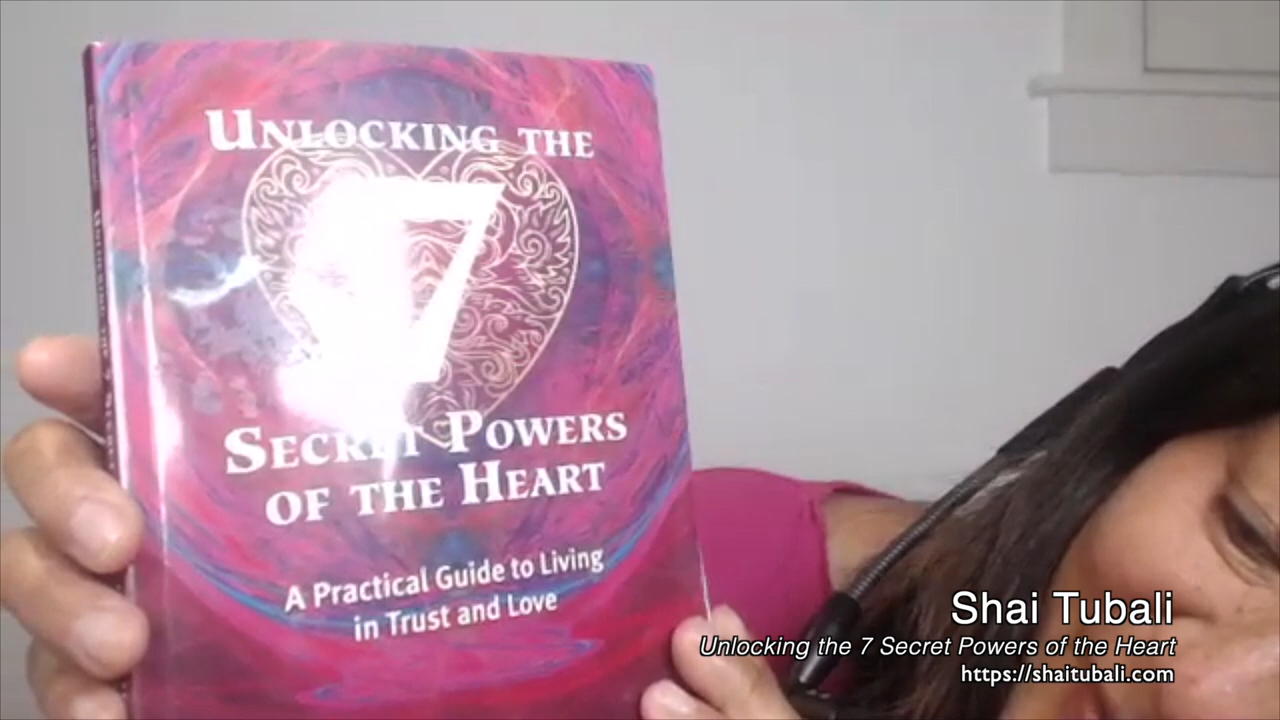 Unlocking the
7
Secret Powers
of the Heart
A Practical Guide to Living
in Trust and Love
Shai Tubali
Unlocking the 7 Secret Powers of the Heart
https://shaitubali.com